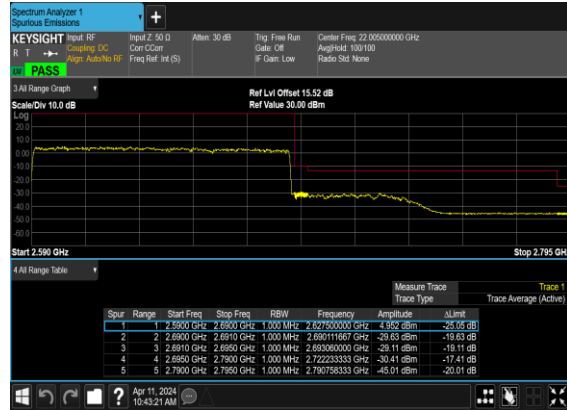 Spectrum Analyzer 1
Spurious Emissions
+
KEYSIGHT Input: RF Input Z: 50 Ω Atten: 30 dB Trig: Free Run Center Freq: 22.005000000 GHz
R T Coupling: DC Corr CCorr Gate: Off Avg|Hold: 100/100
Align: Auto/No RF Freq Ref: Int (S) IF Gain: Low Radio Std: None
PASS
3 All Range Graph
Ref Lvl Offset 15.52 dB
Scale/Div 10.0 dB Ref Value 30.00 dBm
Log
20.0
10.0
0.00
-10.0
-20.0
-30.0
-40.0
-50.0
-60.0
Start 2.590 GHz Stop 2.795 GH
4 All Range Table
Measure Trace Trace 1
Trace Type Trace Average (Active)
Spur Range Start Freq Stop Freq RBW Frequency Amplitude ΔLimit
1 1 2.5900 GHz 2.6900 GHz 1.000 MHz 2.627500000 GHz 4.952 dBm -25.05 dB
2 2 2.6900 GHz 2.6910 GHz 1.000 MHz 2.690111667 GHz -29.63 dBm -19.63 dB
3 3 2.6910 GHz 2.6950 GHz 1.000 MHz 2.693060000 GHz -29.11 dBm -19.11 dB
4 4 2.6950 GHz 2.7900 GHz 1.000 MHz 2.722233333 GHz -30.41 dBm -17.41 dB
5 5 2.7900 GHz 2.7950 GHz 1.000 MHz 2.790758333 GHz -45.01 dBm -20.01 dB
?
Apr 11, 2024
10:43:21 AM